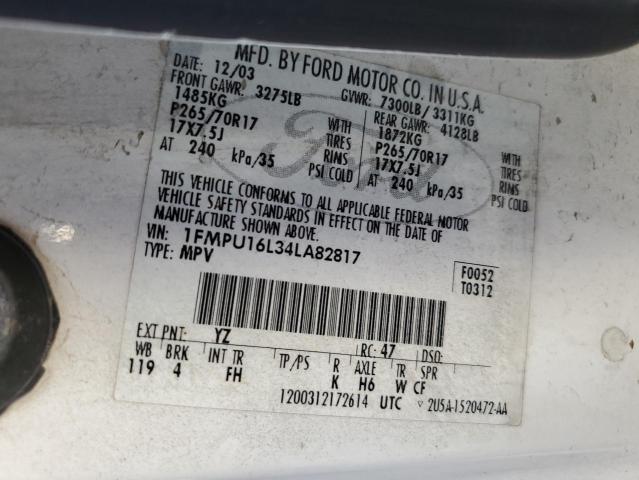 MFD. BY FORD MOTOR CO. IN U.S.A.
DATE: 12/03 GVWR: 7300LB/ 3311KG
FRONT GAWR: 3275LB REAR GAWR: 4128LB
1485KG WITH 1872KG WITH
P265/70R17 TIRES P265/70R17 TIRES
17X7.5J RIMS 17X7.5J RIMS
AT 240 kPa/35 PSI COLD AT 240 kPa/35 PSI COLD
THIS VEHICLE CONFORMS TO ALL APPLICABLE FEDERAL MOTOR
VEHICLE SAFETY STANDARDS IN EFFECT ON THE DATE OF
MANUFACTURE SHOWN ABOVE.
VIN: 1FMPU16L34LA82817
TYPE: MPV
F0052
T0312
EXT PNT: YZ RC: 47 DSO:
WB BRK INT TR TP/PS R AXLE TR SPR
119 4 FH K H6 W CF
1200312172614 UTC 2U5A-1520472-AA
Ford